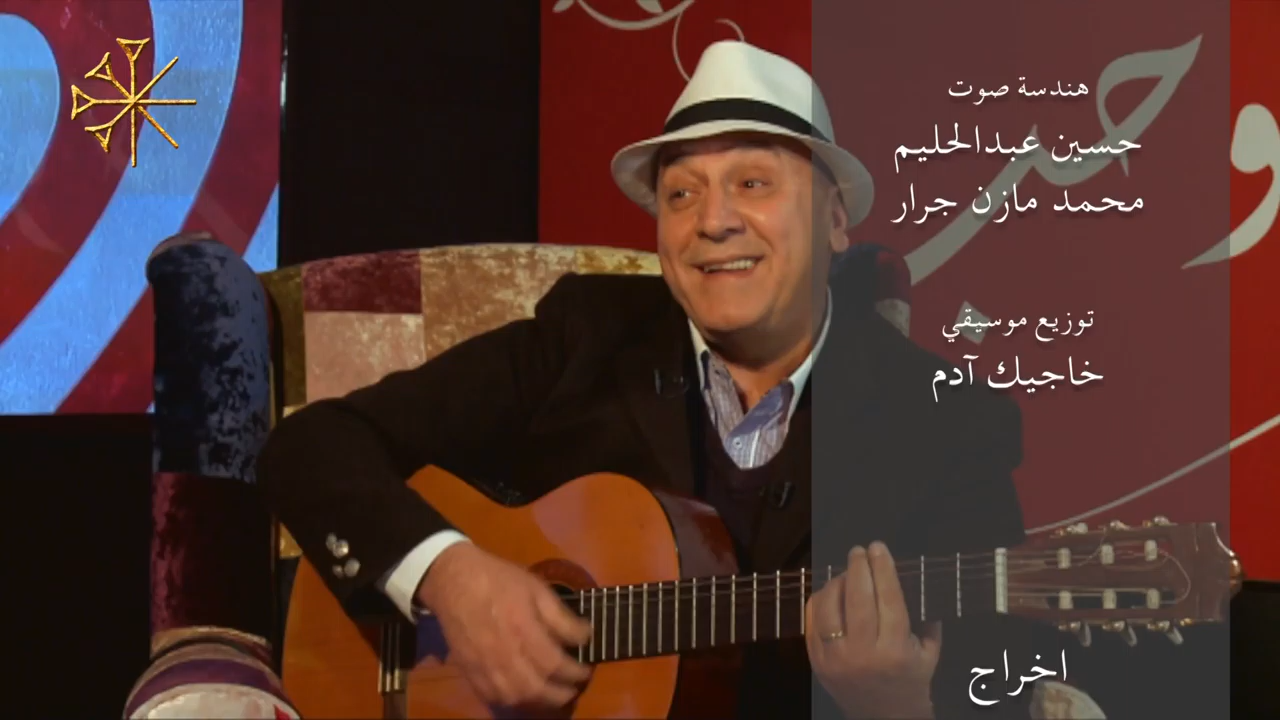 هندسة صوت
حسين عبدالحليم
محمد مازن جرار
توزيع موسيقي
خاجيك آدم
اخراج